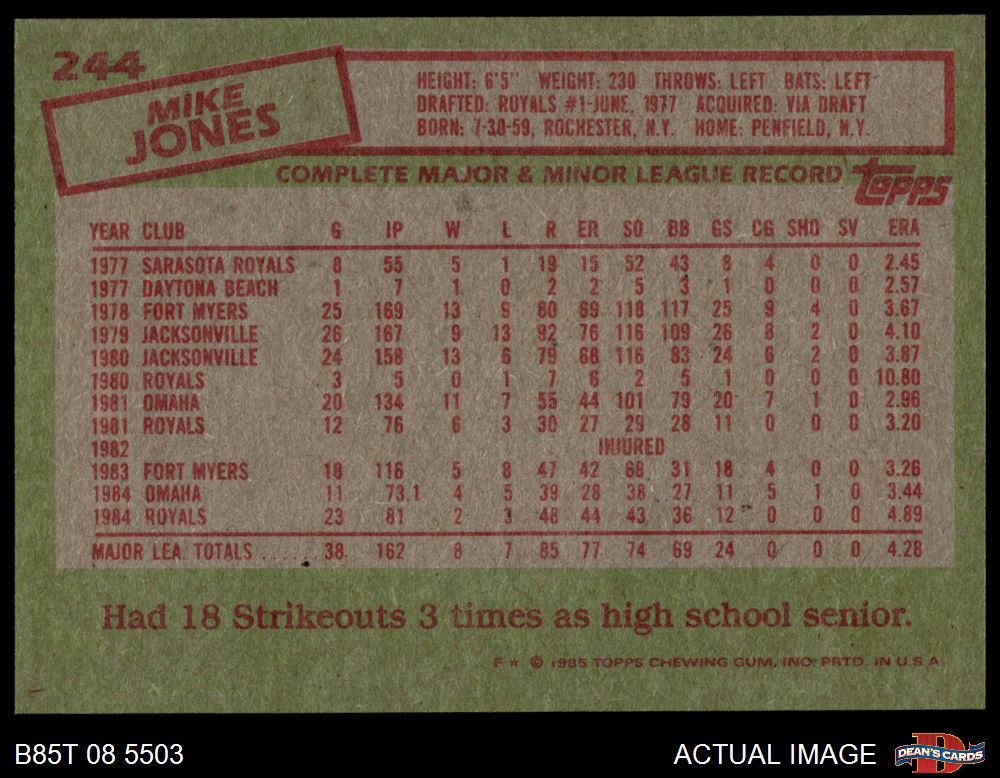 244
MIKE
JONES
HEIGHT: 6'5" WEIGHT: 230 THROWS: LEFT BATS: LEFT
DRAFTED: ROYALS #1-JUNE, 1977 ACQUIRED: VIA DRAFT
BORN: 7-30-59, ROCHESTER, N.Y. HOME: PENFIELD, N.Y.
COMPLETE MAJOR & MINOR LEAGUE RECORD topps
YEAR CLUB G IP W L R ER SO BB GS CG SHO SV ERA
1977 SARASOTA ROYALS 8 55 5 1 19 15 52 43 8 4 0 0 2.45
1977 DAYTONA BEACH 1 7 1 0 2 2 5 3 1 0 0 0 2.57
1978 FORT MYERS 25 169 13 9 80 69 118 117 25 9 4 0 3.67
1979 JACKSONVILLE 26 167 9 13 92 76 116 109 26 8 2 0 4.10
1980 JACKSONVILLE 24 158 13 6 79 68 116 83 24 6 2 0 3.87
1980 ROYALS 3 5 0 1 7 6 2 5 1 0 0 0 10.80
1981 OMAHA 20 134 11 7 55 44 101 79 20 7 1 0 2.96
1981 ROYALS 12 76 6 3 30 27 29 28 11 0 0 0 3.20
1982 INJURED
1983 FORT MYERS 18 116 5 8 47 42 68 31 18 4 0 0 3.26
1984 OMAHA 11 73.1 4 5 39 28 38 27 11 5 1 0 3.44
1984 ROYALS 23 81 2 3 48 44 43 36 12 0 0 0 4.89
MAJOR LEA. TOTALS ...... 38 162 8 7 85 77 74 69 24 0 0 0 4.28
Had 18 Strikeouts 3 times as high school senior.
F ★ © 1985 TOPPS CHEWING GUM, INC. PRTD. IN U.S.A.
B85T 08 5503 ACTUAL IMAGE DEAN'S CARDS